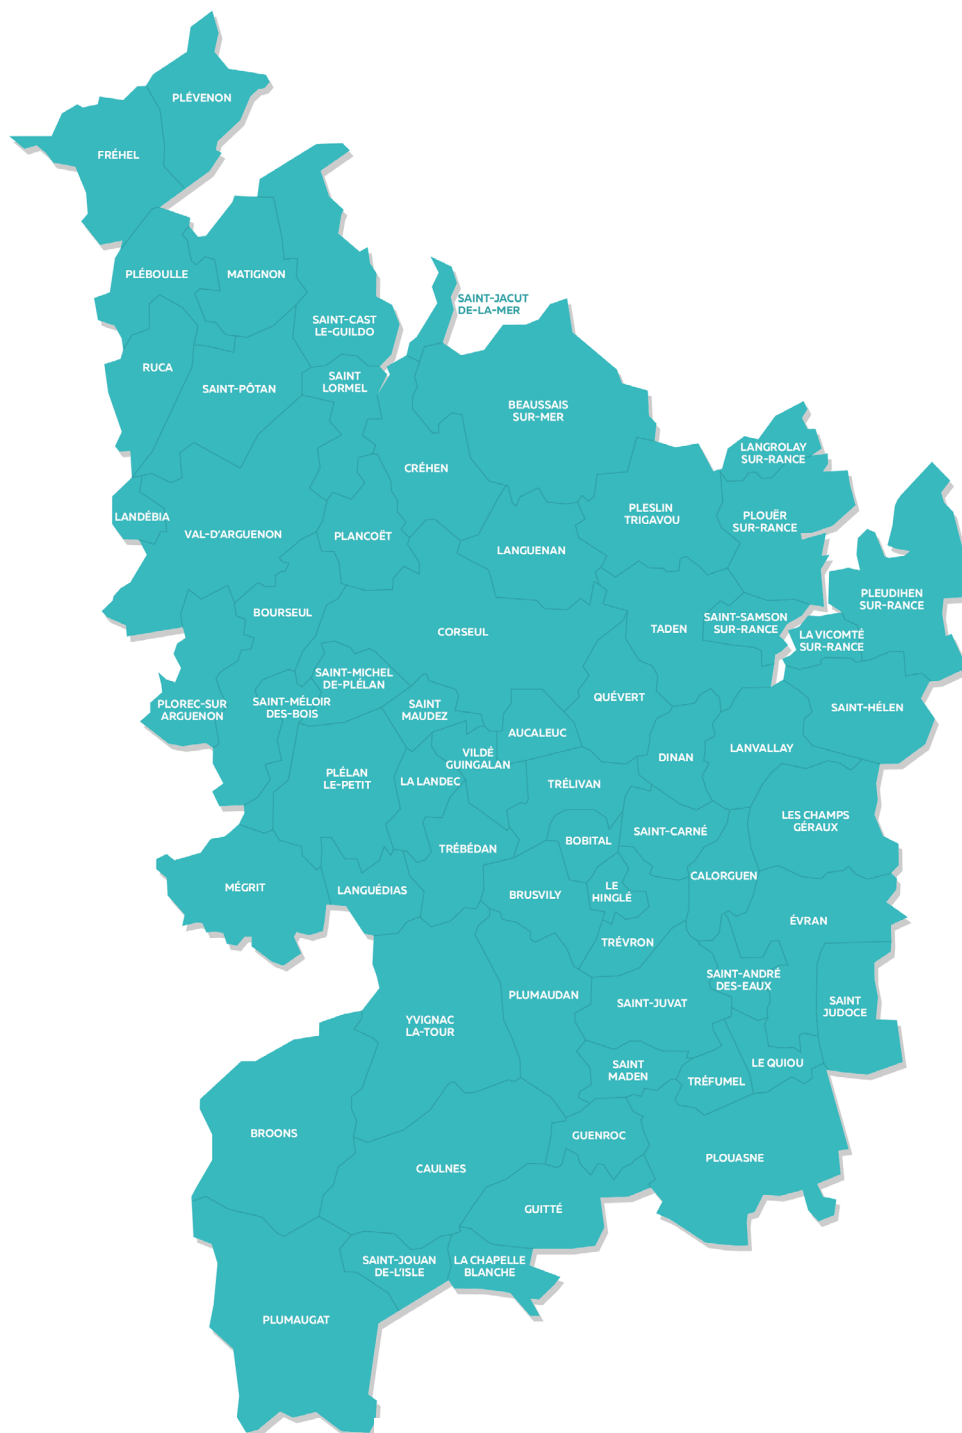 PLÉVENON
FRÉHEL
PLÉBOULLE
MATIGNON
SAINT-JACUT
DE-LA-MER
SAINT-CAST
LE-GUILDO
RUCA
SAINT-PÔTAN
SAINT
LORMEL
BEAUSSAIS
SUR-MER
LANGROLAY
SUR-RANCE
CRÉHEN
LANDÉBIA
VAL-D'ARGUENON
PLANCOËT
LANGUENAN
PLESLIN
TRIGAVOU
PLOUËR
SUR-RANCE
PLEUDIHEN
SUR-RANCE
BOURSEUL
CORSEUL
TADEN
SAINT-SAMSON
SUR-RANCE
LA VICOMTÉ
SUR-RANCE
PLOREC-SUR
ARGUENON
SAINT-MÉLOIR
DES-BOIS
SAINT-MICHEL
DE-PLÉLAN
SAINT
MAUDEZ
QUÉVERT
SAINT-HÉLEN
AUCALEUC
VILDÉ
GUINGALAN
DINAN
LANVALLAY
PLÉLAN
LE-PETIT
LA LANDEC
TRÉLIVAN
LES CHAMPS
GÉRAUX
TRÉBÉDAN
BOBITAL
SAINT-CARNÉ
MÉGRIT
LANGUÉDIAS
BRUSVILY
LE
HINGLÉ
CALORGUEN
ÉVRAN
TRÉVRON
PLUMAUDAN
SAINT-JUVAT
SAINT-ANDRÉ
DES-EAUX
SAINT
JUDOCE
YVIGNAC
LA-TOUR
SAINT
MADEN
TRÉFUMEL
LE QUIOU
BROONS
GUENROC
CAULNES
PLOUASNE
GUITTÉ
SAINT-JOUAN
DE-L'ISLE
LA CHAPELLE
BLANCHE
PLUMAUGAT